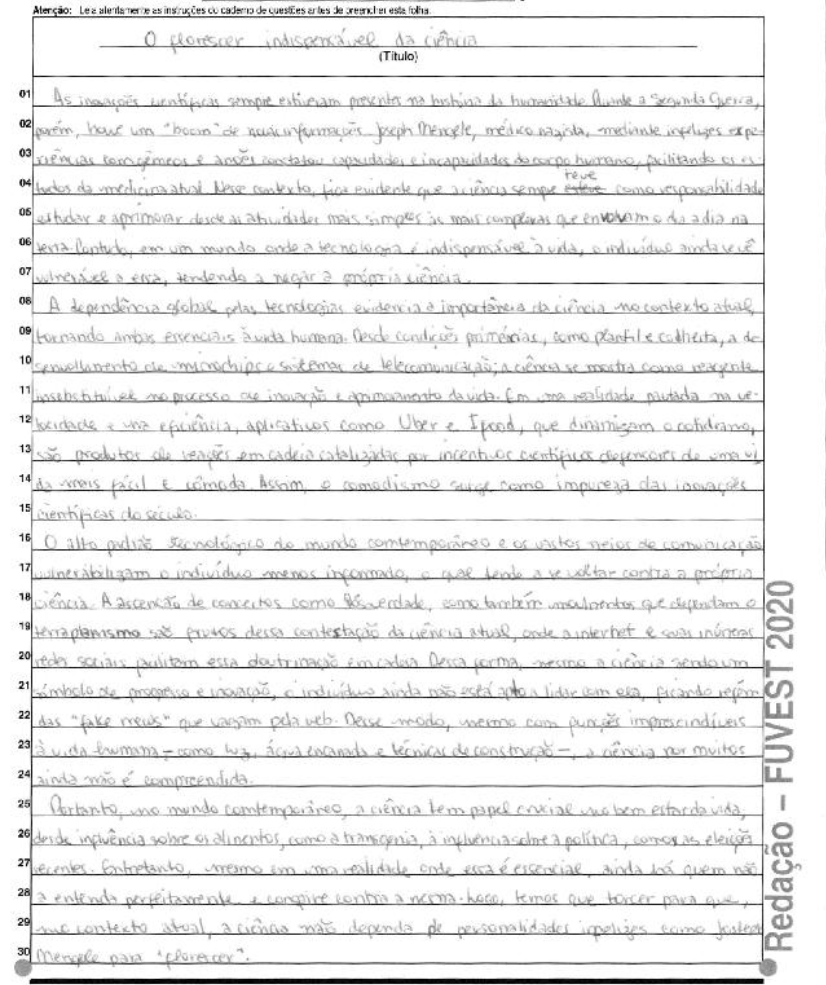 Atenção: Leia atentamente as instruções do caderno de questões antes de preencher esta folha.
O florescer indispensável da ciência
(Título)
01 As inovações científicas sempre estiveram presentes na história da humanidade. Durante a Segunda Guerra,
02 porém, houve um "boom" de novas informações. Joseph Mengele, médico nazista, mediante infelizes expe-
03 riências com gêmeos e anões constatou capacidades e incapacidades do corpo humano, facilitando os es
04 tudos da medicina atual. Nesse contexto, fica evidente que a ciência sempre teve como responsabilidade
05 estudar e aprimorar desde as atividades mais simples às mais complexas que envolvam o dia a dia na
06 terra. Contudo, em um mundo onde a tecnologia é indispensável à vida, o indivíduo ainda se vê
07 vulnerável a essa, tendendo a negar a própria ciência.
08 A dependência global pelas tecnologias evidencia a importância da ciência no contexto atual,
09 tornando ambas essenciais à vida humana. Desde condições primárias, como plantil e colheita, a de
10 senvolvimento de microchips e sistemas de telecomunicação, a ciência se mostra como reagente
11 insubstituível no processo de inovação e aprimoramento da vida. Em uma realidade pautada na ve-
12 locidade e una eficiência, aplicativos como Uber e Ifood, que dinamizam o cotidiano,
13 são produtos de reações em cadeia catalizadas por incentivos científicos defensores de uma vi
14 da mais fácil e cômoda. Assim, o comodismo surge como impureza das inovações
15 científicas do século.
16 O alto padrão tecnológico do mundo comtemporâneo e os vastos meios de comunicação
17 vulnerabilizam o indivíduo menos informado, o qual tende a se voltar contra a própria
18 ciência. A ascenção de conceitos como Pós-verdade, como também movimentos que defendam o
19 terraplanismo são frutos dessa contestação da ciência atual, onde a internet e suas inúmeras
20 redes sociais facilitam essa doutrinação em cadeia. Dessa forma, mesmo a ciência sendo um
21 símbolo de progresso e inovação, o indivíduo ainda não está apto a lidar com ela, ficando refém
22 das "fake news" que vagam pela web. Desse modo, mesmo com funções imprescindíveis
23 à vida humana – como luz, água encanada e técnicas de construção –, a ciência por muitos
24 ainda não é compreendida.
25 Portanto, no mundo comtemporâneo, a ciência tem papel crucial no bem estar da vida,
26 desde influência sobre os alimentos, como a transgenia, à influência sobre a política, como as eleições
27 recentes. Entretanto, mesmo em uma realidade onde essa é essencial, ainda há quem não
28 a entenda perfeitamente e conspire contra a mesma. Logo, temos que torcer para que,
29 no contexto atual, a ciência não dependa de personalidades infelizes como Joseph
30 Mengele para "florescer".
Redação – FUVEST 2020